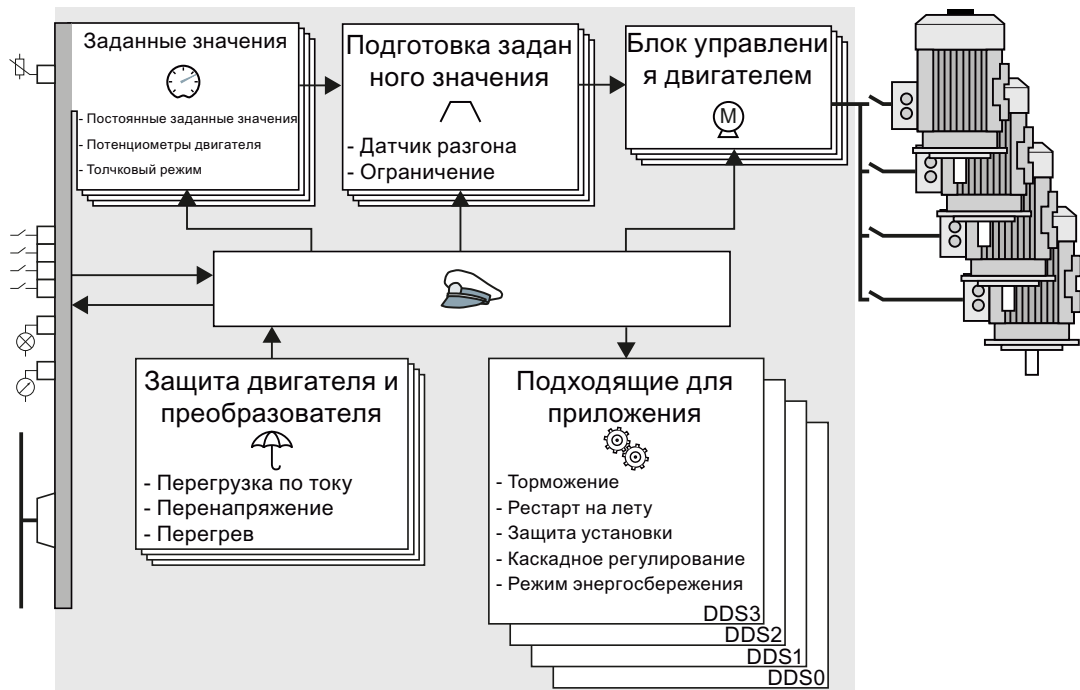 Заданные значения
- Постоянные заданные значения
- Потенциометры двигателя
- Толчковый режим
Подготовка задан
ного значения
- Датчик разгона
- Ограничение
Блок управлени
я двигателем
M
Защита двигателя и
преобразователя
- Перегрузка по току
- Перенапряжение
- Перегрев
Подходящие для
приложения
- Торможение
- Рестарт на лету
- Защита установки
- Каскадное регулирование
- Режим энергосбережения
DDS3
DDS2
DDS1
DDS0